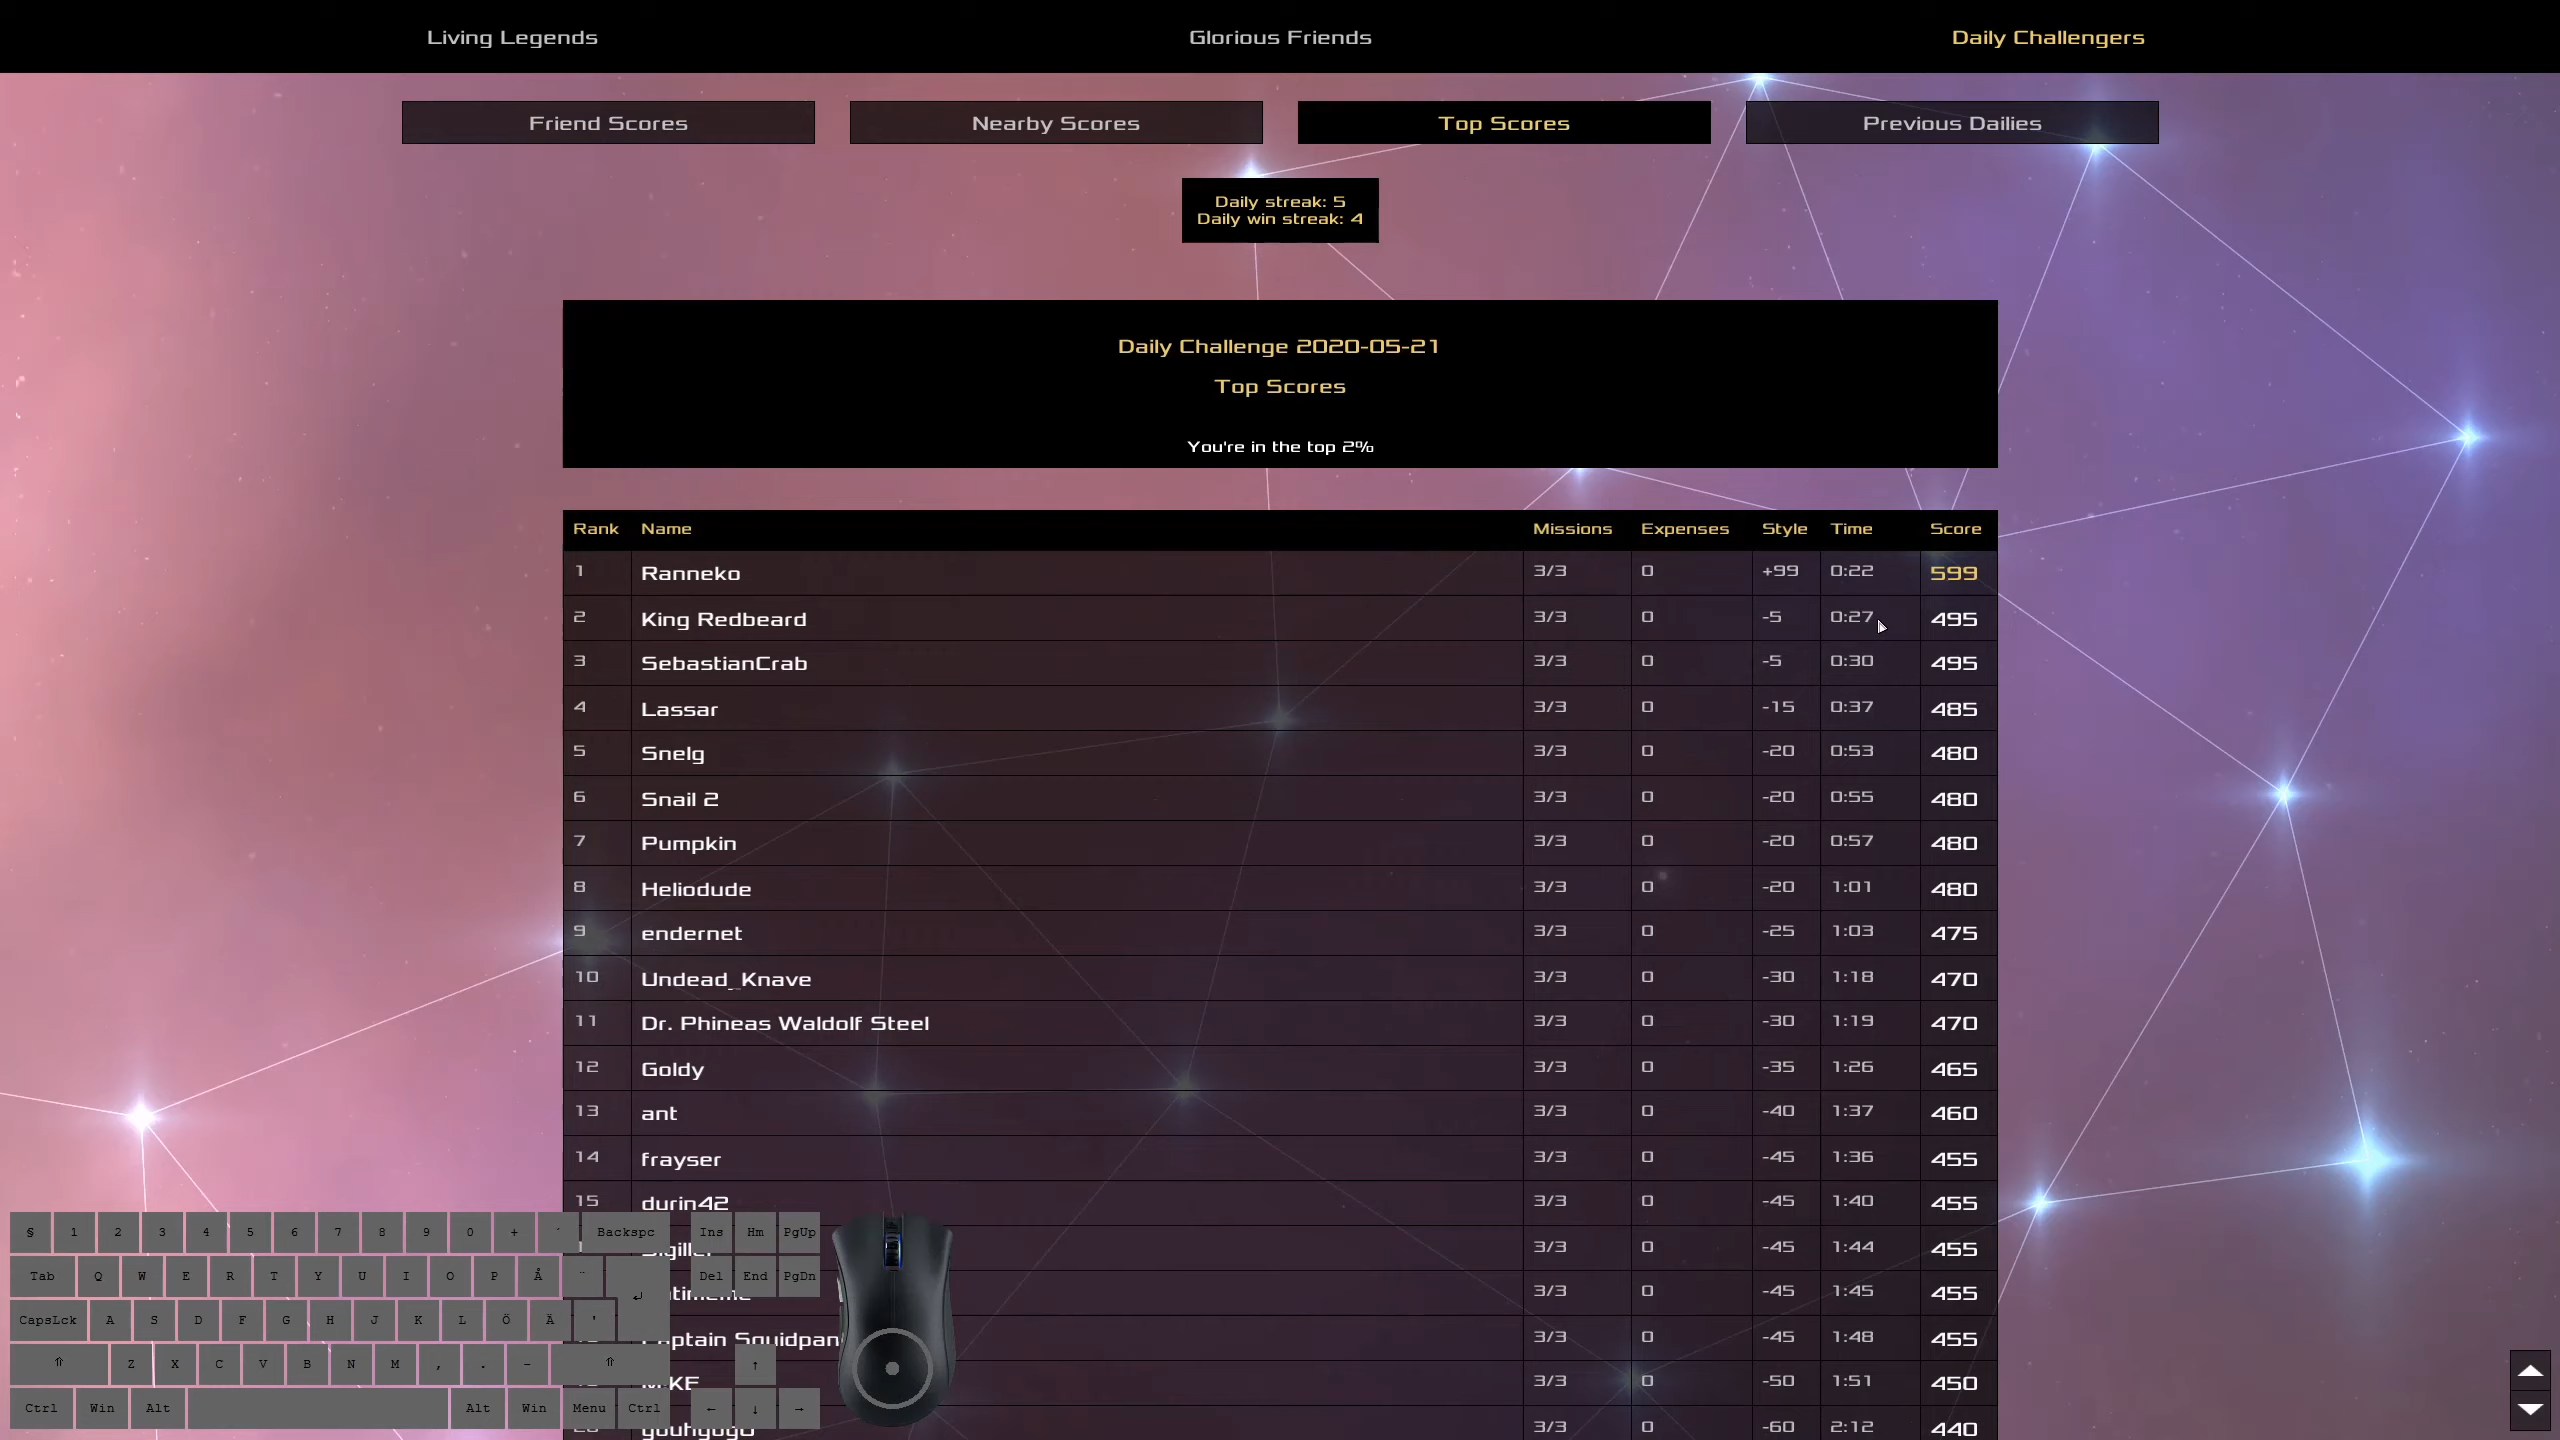 Living Legends Glorious Friends Daily Challengers
Friend Scores Nearby Scores Top Scores Previous Dailies
Daily streak: 5
Daily win streak: 4
Daily Challenge 2020-05-21
Top Scores
You're in the top 2%
Rank Name Missions Expenses Style Time Score
1 Ranneko 3/3 0 +99 0:22 599
2 King Redbeard 3/3 0 -5 0:27 495
3 SebastianCrab 3/3 0 -5 0:30 495
4 Lassar 3/3 0 -15 0:37 485
5 Snelg 3/3 0 -20 0:53 480
6 Snail 2 3/3 0 -20 0:55 480
7 Pumpkin 3/3 0 -20 0:57 480
8 Heliodude 3/3 0 -20 1:01 480
9 endernet 3/3 0 -25 1:03 475
10 Undead_Knave 3/3 0 -30 1:18 470
11 Dr. Phineas Waldolf Steel 3/3 0 -30 1:19 470
12 Goldy 3/3 0 -35 1:26 465
13 ant 3/3 0 -40 1:37 460
14 frayser 3/3 0 -45 1:36 455
15 durin42 3/3 0 -45 1:40 455
3/3 0 -45 1:44 455
3/3 0 -45 1:45 455
3/3 0 -45 1:48 455
3/3 0 -50 1:51 450
3/3 0 -60 2:12 440
§ 1 2 3 4 5 6 7 8 9 0 + ´ Backspc Ins Hm PgUp
Tab Q W E R T Y U I O P Å ¨ Del End PgDn
CapsLck A S D F G H J K L Ö Ä ' ↵
⇧ Z X C V B N M , . - ⇧ ↑
Ctrl Win Alt Alt Win Menu Ctrl ← ↓ →